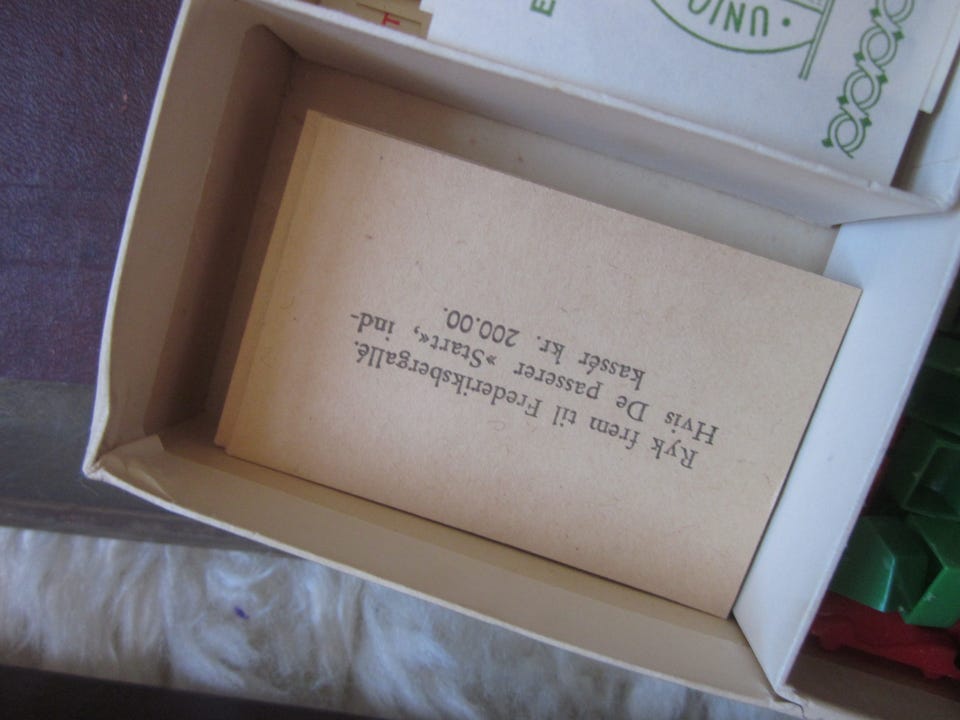 Ryk frem til Frederiksbergallé.
Hvis De passerer »Start«, ind-
kassér kr. 200.00.